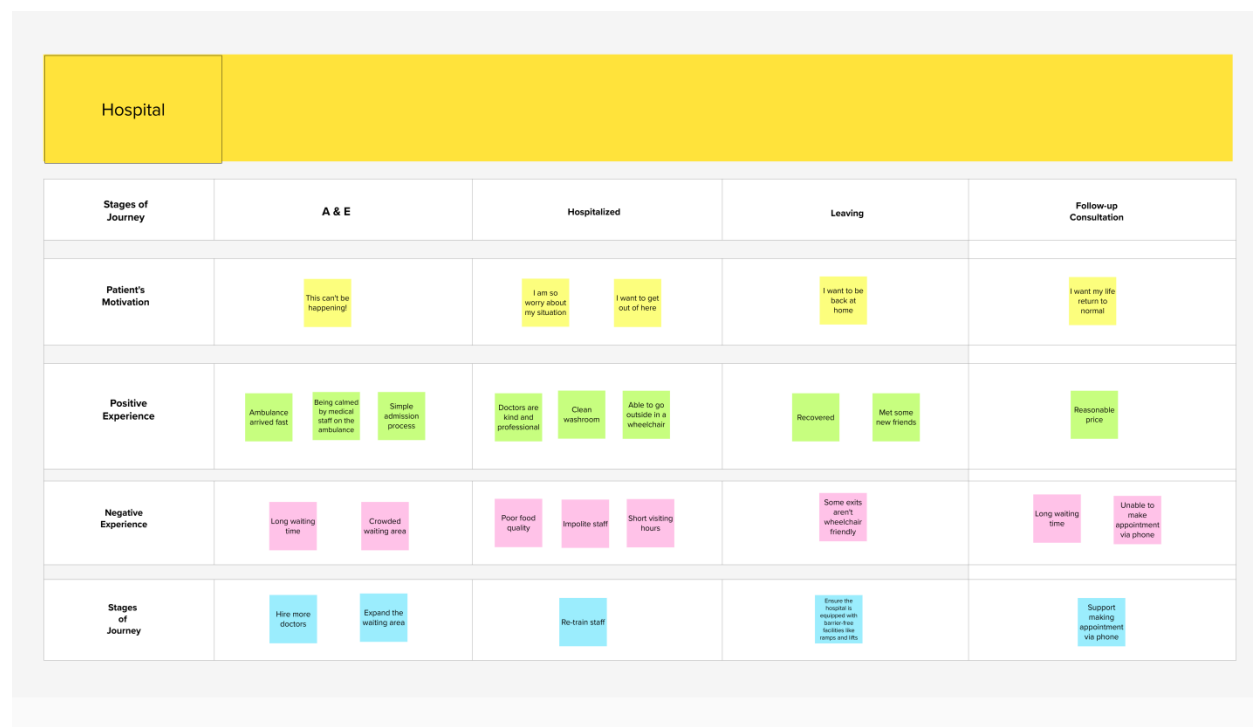 Hospital
Stages of
Journey
A & E
Hospitalized
Leaving
Follow-up
Consultation
Patient's
Motivation
This can't be
happening!
I am so
worry about
my situation
I want to get
out of here
I want to be
back at
home
I want my life
return to
normal
Positive
Experience
Ambulance
arrived fast
Being calmed
by medical
staff on the
ambulance
Simple
admission
process
Doctors are
kind and
professional
Clean
washroom
Able to go
outside in a
wheelchair
Recovered
Met some
new friends
Reasonable
price
Negative
Experience
Long waiting
time
Crowded
waiting area
Poor food
quality
Impolite staff
Short visiting
hours
Some exits
aren't
wheelchair
friendly
Long waiting
time
Unable to
make
appointment
via phone
Stages
of
Journey
Hire more
doctors
Expand the
waiting area
Re-train staff
Ensure the
hospital is
equipped with
barrier-free
facilities like
ramps and lifts
Support
making
appointment
via phone